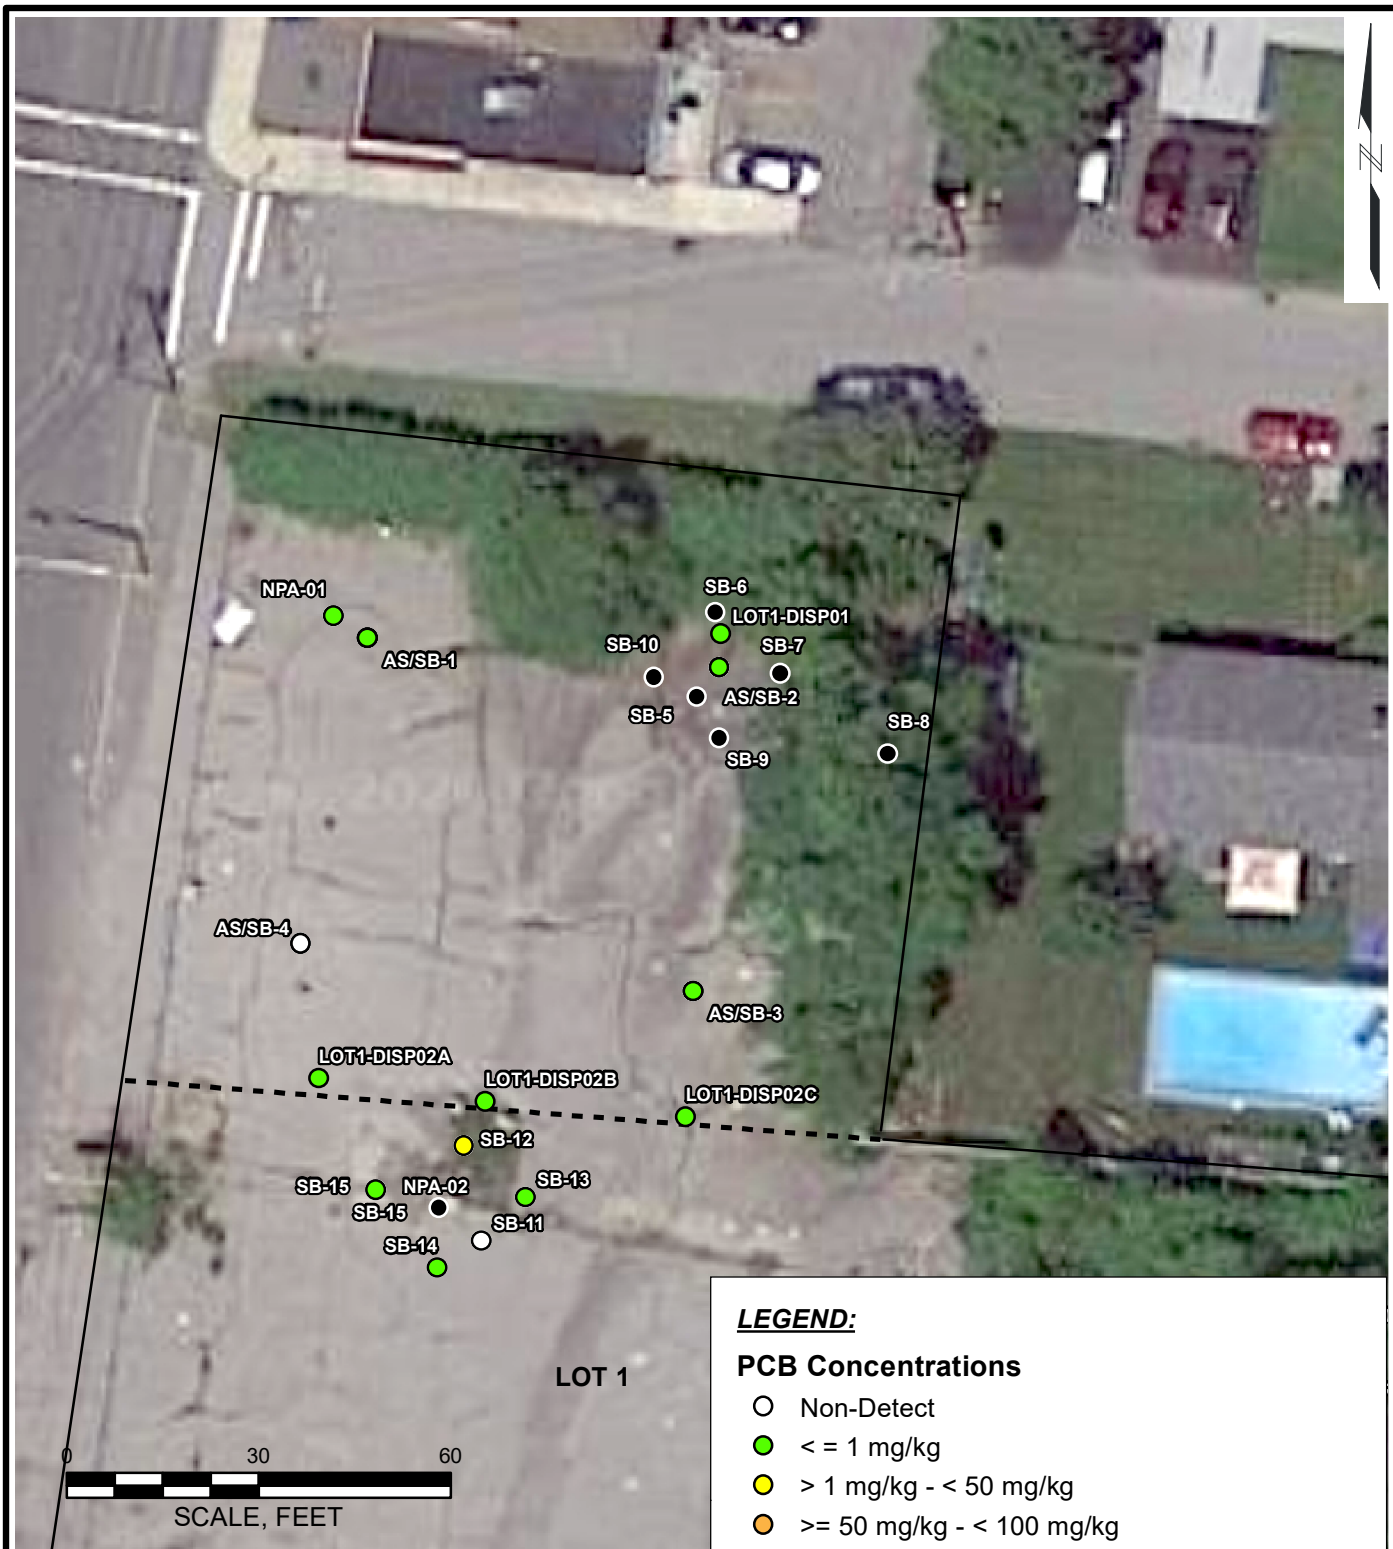 N
NPA-01
AS/SB-1
SB-6
LOT1-DISP01
SB-10
SB-7
SB-5
AS/SB-2
SB-8
SB-9
AS/SB-4
AS/SB-3
LOT1-DISP02A
LOT1-DISP02B
LOT1-DISP02C
SB-12
SB-15
NPA-02
SB-13
SB-15
SB-11
SB-14
LOT 1
0 30 60
SCALE, FEET
LEGEND:
PCB Concentrations
Non-Detect
< = 1 mg/kg
> 1 mg/kg - < 50 mg/kg
>= 50 mg/kg - < 100 mg/kg